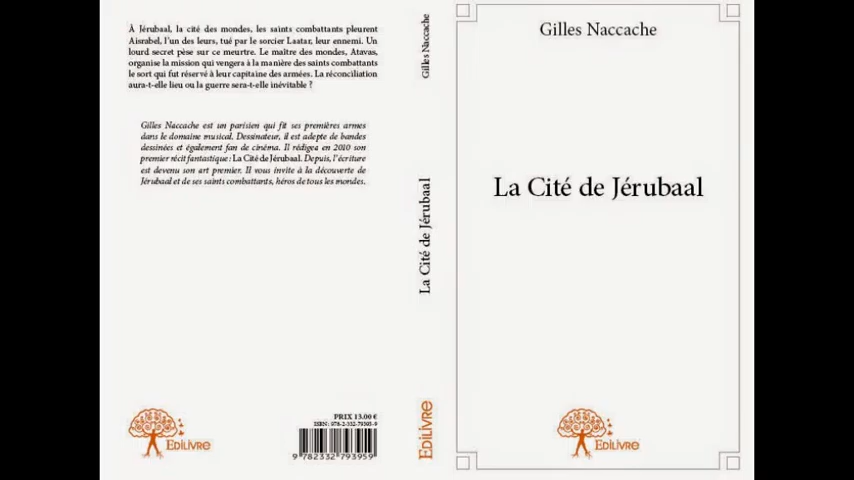 À Jérubaal, la cité des mondes, les saints combattants pleurent
Aisrabel, l'un des leurs, tué par le sorcier Laatar, leur ennemi. Un
lourd secret pèse sur ce meurtre. Le maître des mondes, Atavas,
organise la mission qui vengera à la manière des saints combattants
le sort qui fut réservé à leur capitaine des armées. La réconciliation
aura-t-elle lieu ou la guerre sera-t-elle inévitable ?
Gilles Naccache est un parisien qui fit ses premières armes
dans le domaine musical. Dessinateur, il est adepte de bandes
dessinées et également fan de cinéma. Il rédigea en 2010 son
premier récit fantastique : La Cité de Jérubaal. Depuis, l'écriture
est devenu son art premier. Il vous invite à la découverte de
Jérubaal et de ses saints combattants, héros de tous les mondes.
EDILIVRE
PRIX 13.00 €
ISBN : 978-2-332-79395-9
9 782332 793959
Gilles Naccache
La Cité de Jérubaal
EDILIVRE
Gilles Naccache
La Cité de Jérubaal
EDILIVRE